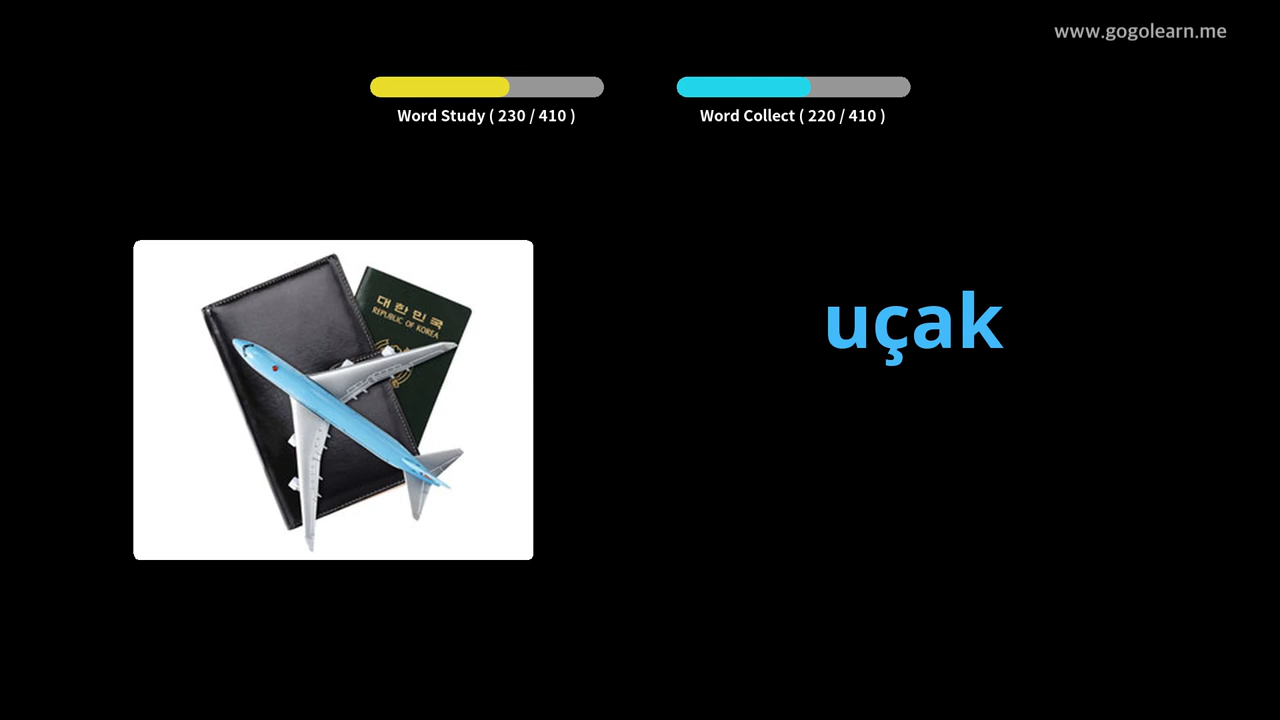 www.gogolearn.me
Word Study ( 230 / 410 )
Word Collect ( 220 / 410 )
대한민국
REPUBLIC OF KOREA
uçak